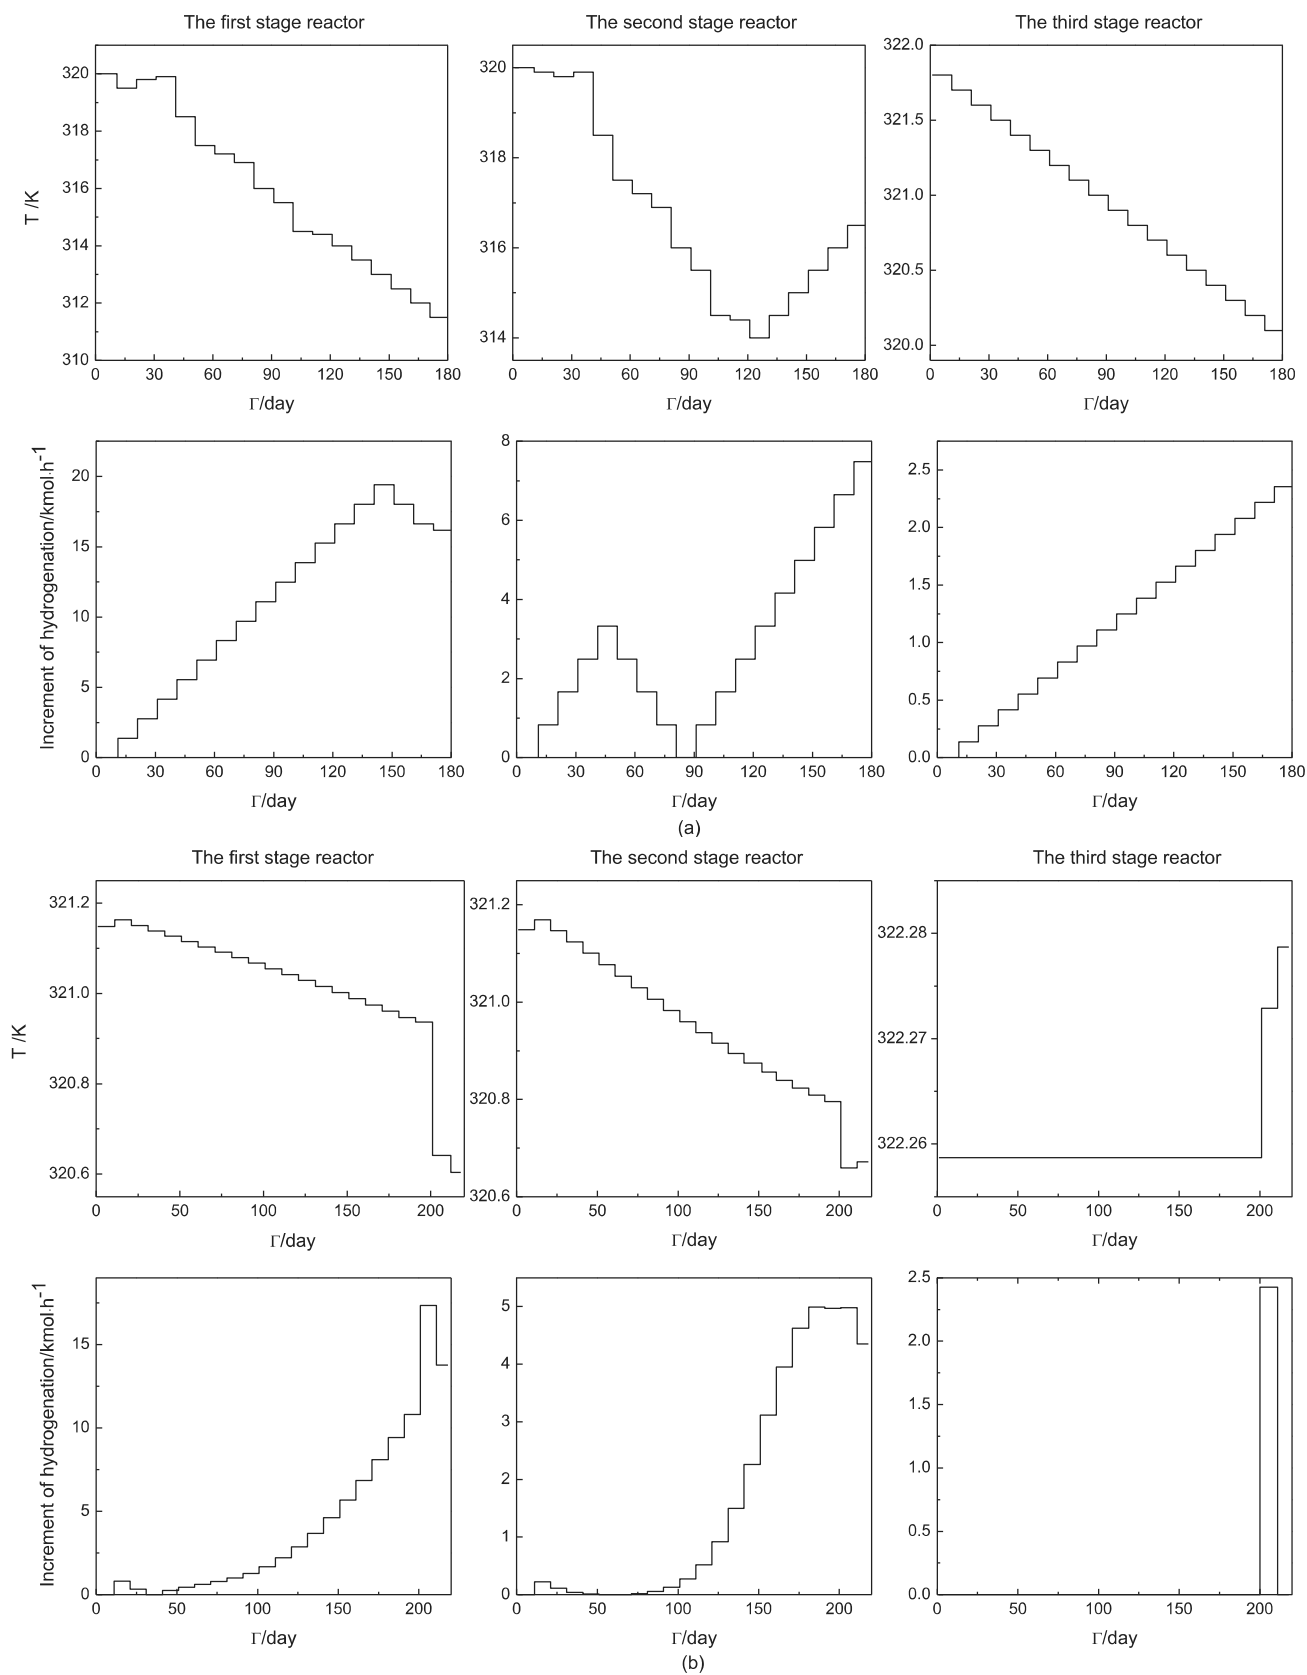 The first stage reactor
The second stage reactor
The third stage reactor
T /K
320
318
316
314
312
310
0 30 60 90 120 150 180
Γ/day
320
318
316
314
0 30 60 90 120 150 180
Γ/day
322.0
321.5
321.0
320.5
320.0
0 30 60 90 120 150 180
Γ/day
Increment of hydrogenation/kmol·h-1
20
15
10
5
0
0 30 60 90 120 150 180
Γ/day
8
6
4
2
0
0 30 60 90 120 150 180
Γ/day
2.5
2.0
1.5
1.0
0.5
0.0
0 30 60 90 120 150 180
Γ/day
(a)
The first stage reactor
The second stage reactor
The third stage reactor
T /K
321.2
321.0
320.8
320.6
0 50 100 150 200
Γ/day
321.2
321.0
320.8
320.6
0 50 100 150 200
Γ/day
322.28
322.27
322.26
0 50 100 150 200
Γ/day
Increment of hydrogenation/kmol·h-1
15
10
5
0
0 50 100 150 200
Γ/day
5
4
3
2
1
0
0 50 100 150 200
Γ/day
2.5
2.0
1.5
1.0
0.5
0.0
0 50 100 150 200
Γ/day
(b)